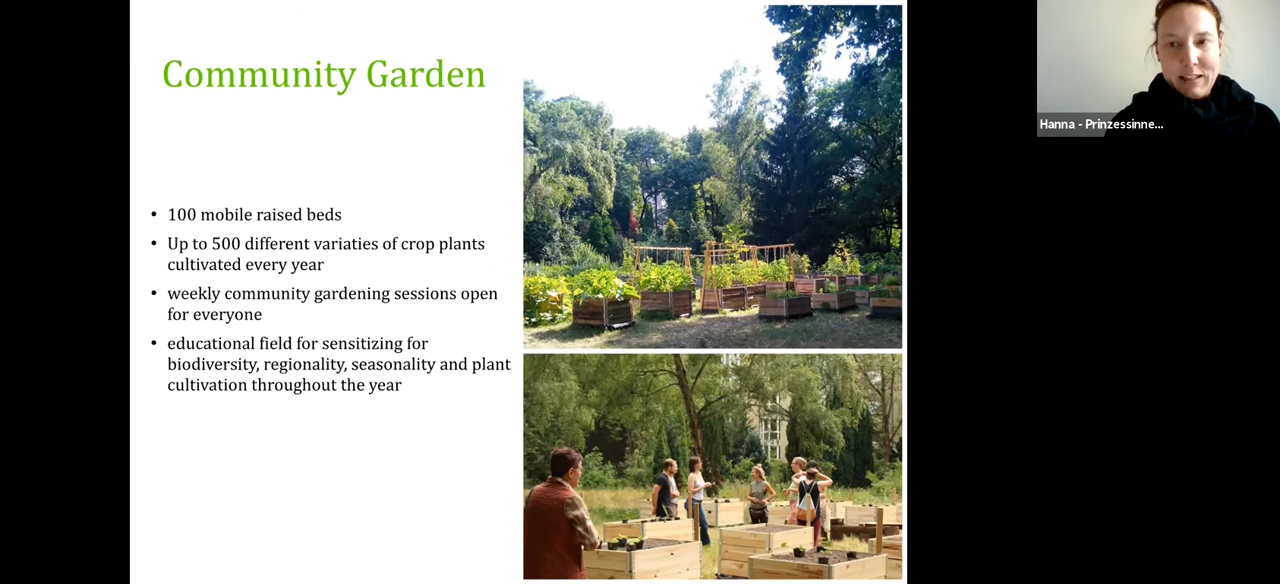 Community Garden
• 100 mobile raised beds
• Up to 500 different variaties of crop plants
cultivated every year
• weekly community gardening sessions open
for everyone
• educational field for sensitizing for
biodiversity, regionality, seasonality and plant
cultivation throughout the year
Hanna - Prinzessinne...